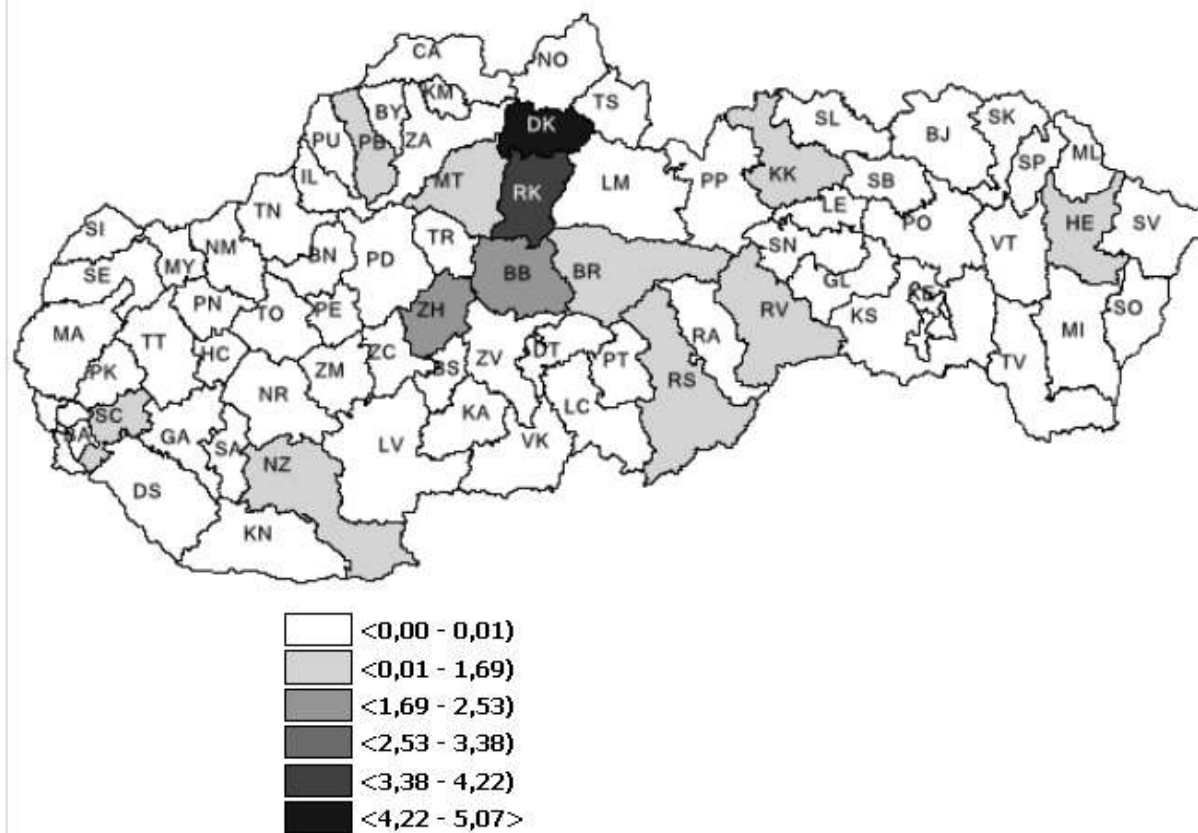 CA
NO
KM
TS
BY
DK
PU
PB
ZA
SL
BJ
SK
ML
SP
IL
MT
RK
LM
PP
KK
SB
TN
LE
PO
HE
SV
SI
NM
TR
SN
VT
BN
PD
MY
SE
BB
BR
GL
KE
PN
TO
PE
ZH
RV
KS
SO
MA
TT
HC
RA
MI
PK
ZM
ZC
BS
ZV
DT
PT
TV
NR
RS
SC
KA
LC
BA
GA
SA
LV
VK
NZ
DS
KN
<0,00 - 0,01)
<0,01 - 1,69)
<1,69 - 2,53)
<2,53 - 3,38)
<3,38 - 4,22)
<4,22 - 5,07>